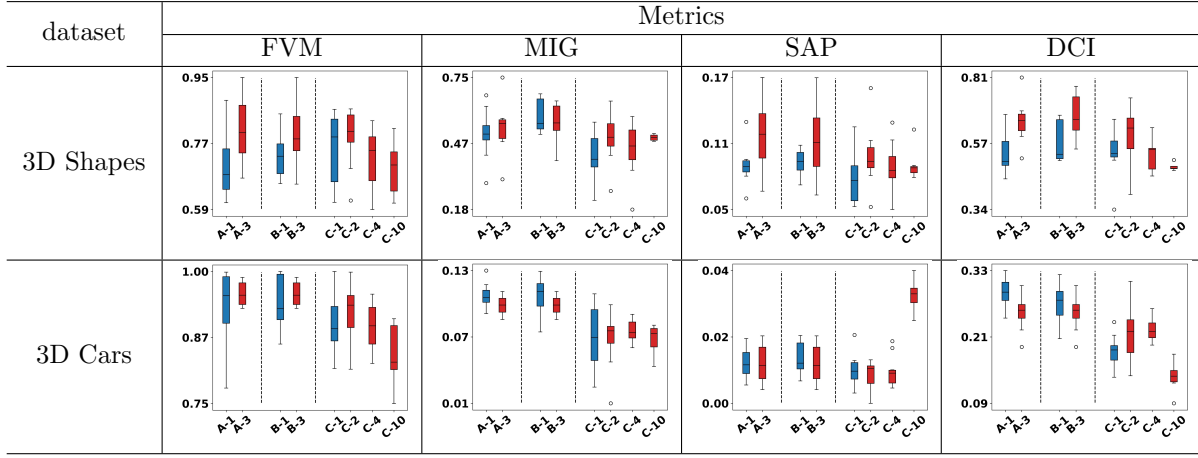 dataset
Metrics
FVM MIG SAP DCI
3D Shapes
0.95
0.77
0.59
A-1 A-3 B-1 B-3 C-1 C-2 C-4 C-10
0.75
0.47
0.18
A-1 A-3 B-1 B-3 C-1 C-2 C-4 C-10
0.17
0.11
0.05
A-1 A-3 B-1 B-3 C-1 C-2 C-4 C-10
0.81
0.57
0.34
A-1 A-3 B-1 B-3 C-1 C-2 C-4 C-10
3D Cars
1.00
0.87
0.75
A-1 A-3 B-1 B-3 C-1 C-2 C-4 C-10
0.13
0.07
0.01
A-1 A-3 B-1 B-3 C-1 C-2 C-4 C-10
0.04
0.02
0.00
A-1 A-3 B-1 B-3 C-1 C-2 C-4 C-10
0.33
0.21
0.09
A-1 A-3 B-1 B-3 C-1 C-2 C-4 C-10